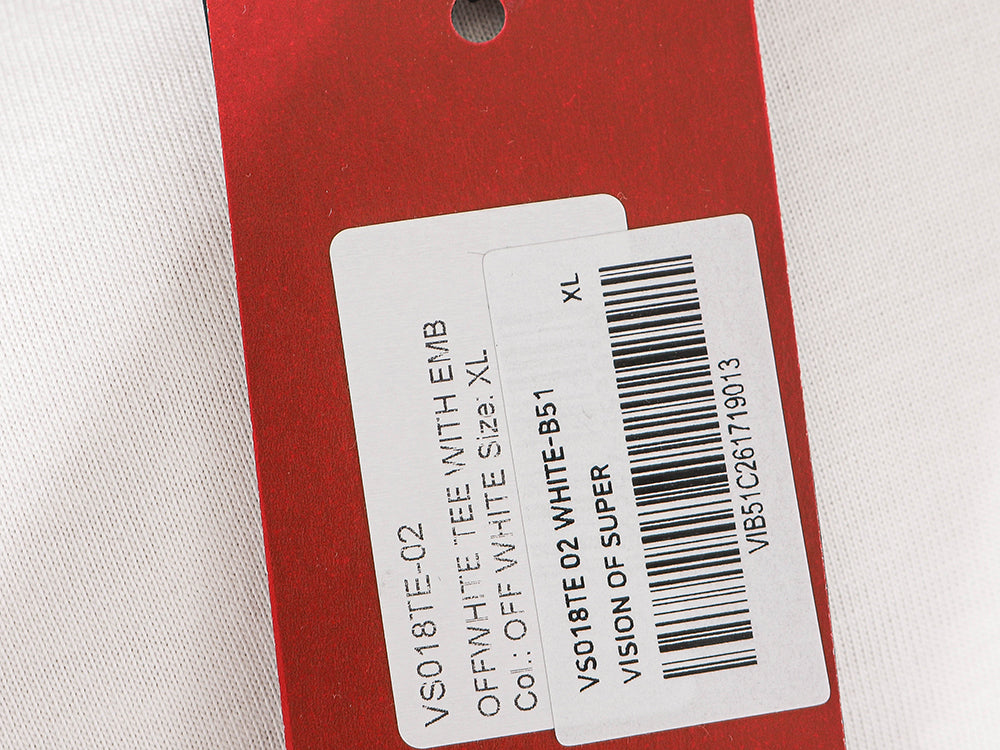 VS018TE-02
OFFWHITE TEE WITH EMB
Col.: OFF WHITE Size: XL
XL
VS018TE 02 WHITE-B51
VISION OF SUPER
VIB51C261719013